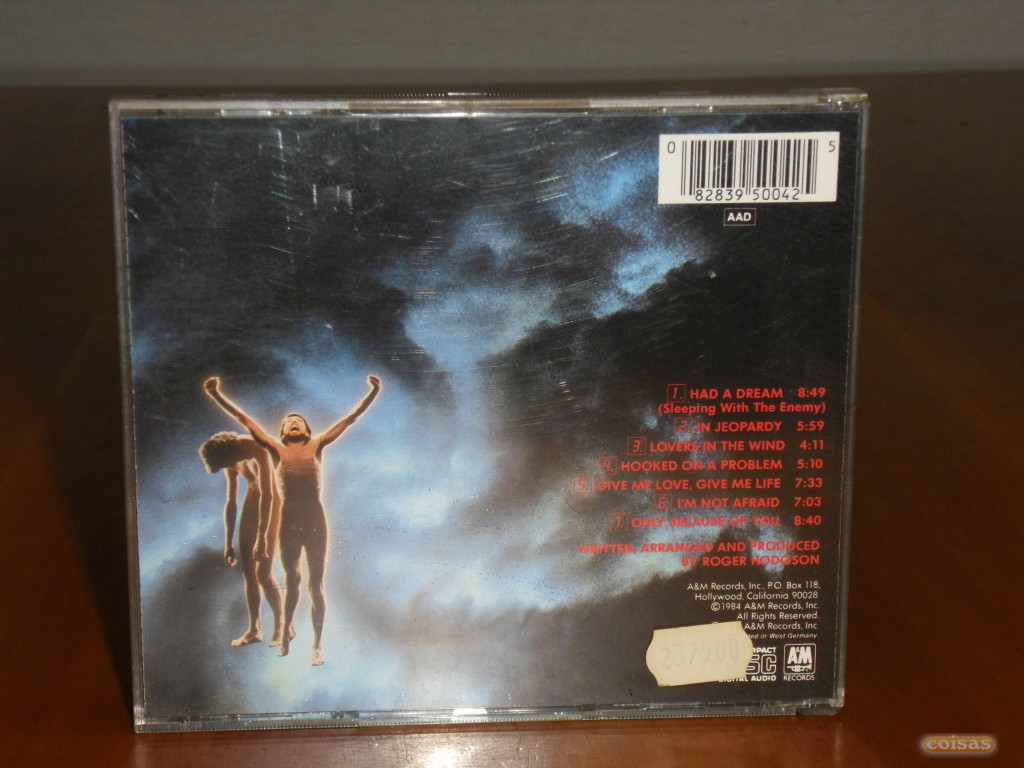 0 82839 50042 5
AAD
1. HAD A DREAM 8:49
(Sleeping With The Enemy)
2. IN JEOPARDY 5:59
3. LOVERS IN THE WIND 4:11
4. HOOKED ON A PROBLEM 5:10
5. GIVE ME LOVE, GIVE ME LIFE 7:33
6. I'M NOT AFRAID 7:03
7. ONLY BECAUSE OF YOU 8:40
WRITTEN, ARRANGED AND PRODUCED
BY ROGER HODGSON
A&M Records, Inc., P.O. Box 118,
Hollywood, California 90028
©1984 A&M Records, Inc.
All Rights Reserved.
A&M Records, Inc.
in West Germany
DIGITAL AUDIO
A&M
RECORDS
coisas